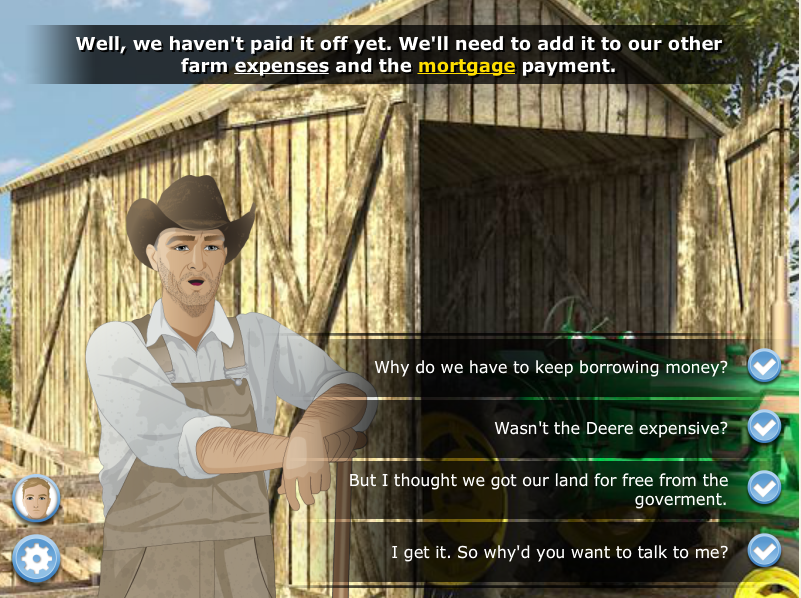 Well, we haven't paid it off yet. We'll need to add it to our other
farm expenses and the mortgage payment.
Why do we have to keep borrowing money?
Wasn't the Deere expensive?
But I thought we got our land for free from the
goverment.
I get it. So why'd you want to talk to me?